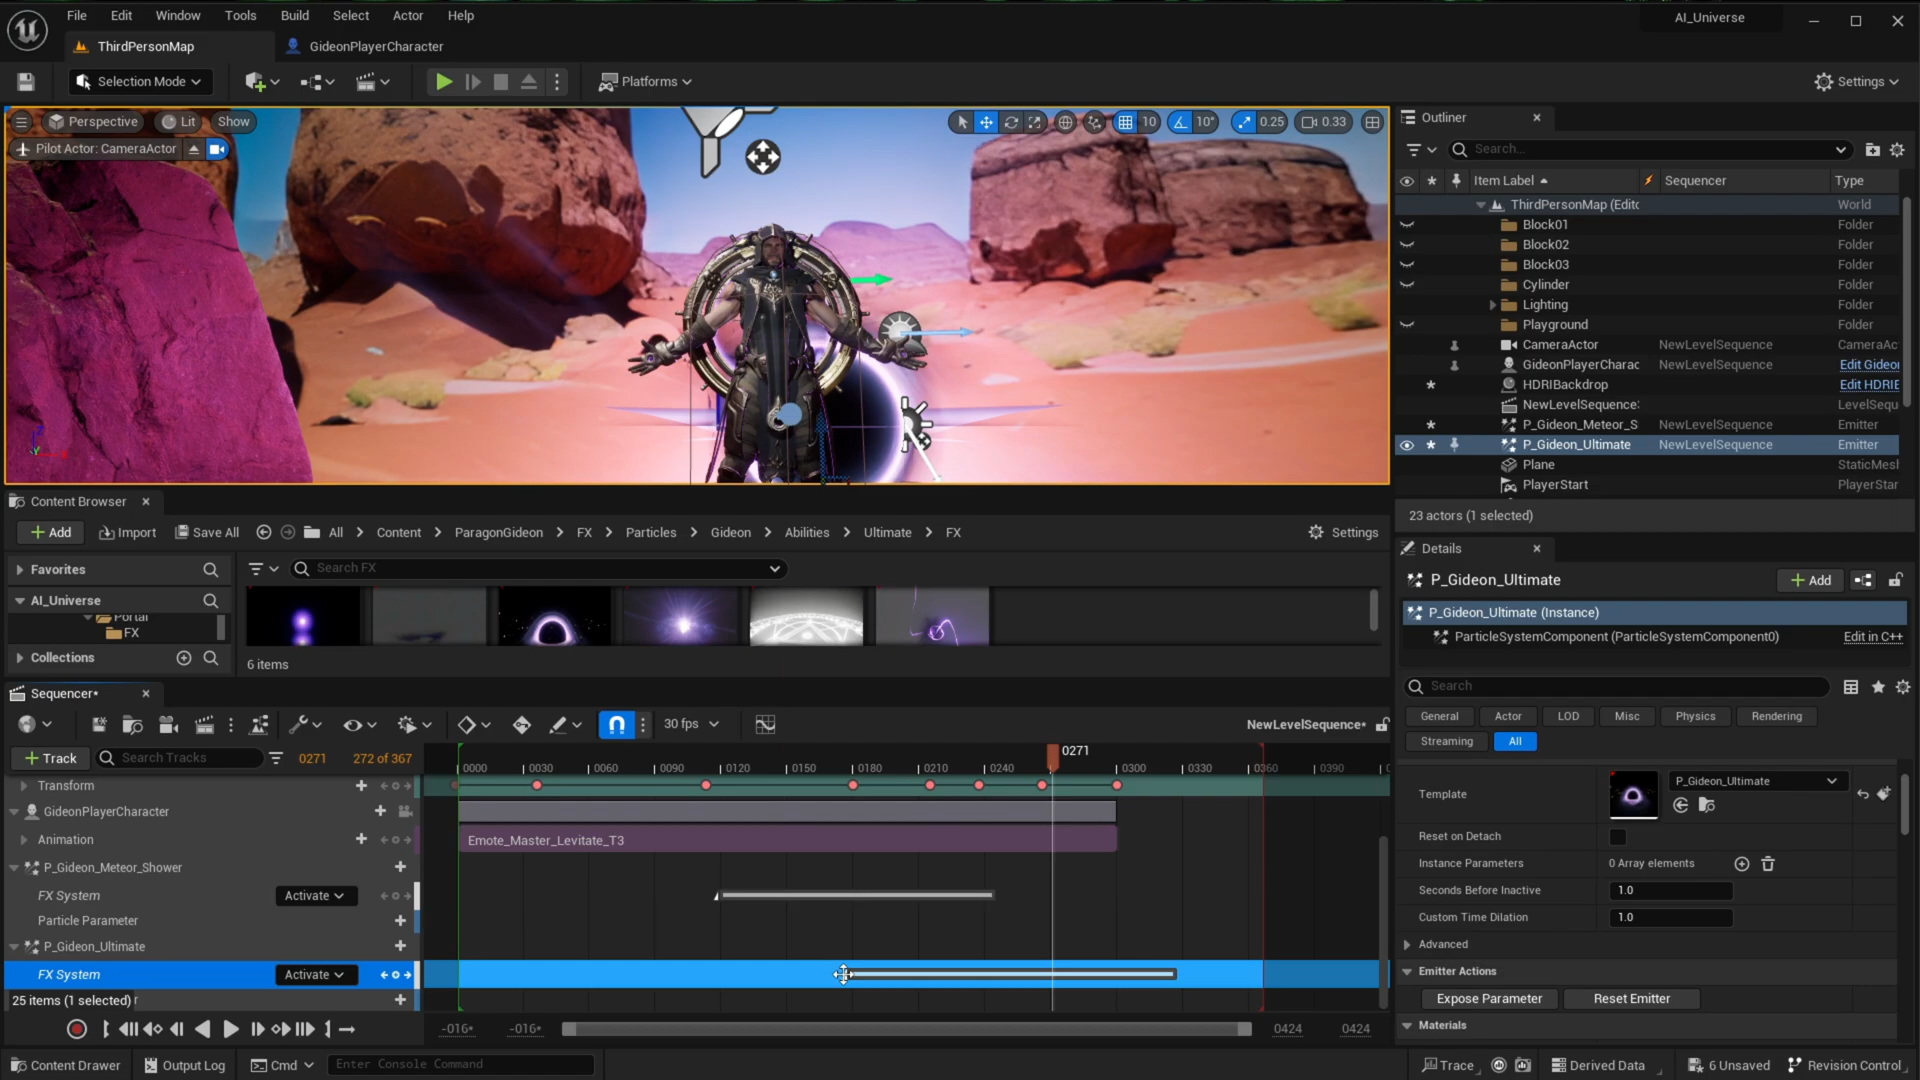 File Edit Window Tools Build Select Actor Help
AI_Universe
ThirdPersonMap
GideonPlayerCharacter
Selection Mode
Platforms
Settings
Perspective Lit Show
10 10° 0.25 0.33
Pilot Actor: CameraActor
Outliner
Search...
Item Label Sequencer Type
ThirdPersonMap (Edito World
Block01 Folder
Block02 Folder
Block03 Folder
Cylinder Folder
Lighting Folder
Playground Folder
CameraActor NewLevelSequence CameraAc
GideonPlayerCharac NewLevelSequence Edit Gideo
HDRIBackdrop Edit HDRIE
NewLevelSequence LevelSequ
P_Gideon_Meteor_S NewLevelSequence Emitter
P_Gideon_Ultimate NewLevelSequence Emitter
Plane StaticMesh
PlayerStart PlayerStar
23 actors (1 selected)
Content Browser
Add Import Save All All > Content > ParagonGideon > FX > Particles > Gideon > Abilities > Ultimate > FX Settings
Favorites
Search FX
AI_Universe
Portal
FX
Collections
6 items
Details
P_Gideon_Ultimate Add
P_Gideon_Ultimate (Instance)
ParticleSystemComponent (ParticleSystemComponent0) Edit in C++
Search
General Actor LOD Misc Physics Rendering
Streaming All
Template P_Gideon_Ultimate
Reset on Detach
Instance Parameters 0 Array elements
Seconds Before Inactive 1.0
Custom Time Dilation 1.0
Advanced
Emitter Actions
Expose Parameter Reset Emitter
Materials
Sequencer*
30 fps
NewLevelSequence*
Track Search Tracks 0271 272 of 367
0271
0000 0030 0060 0090 0120 0150 0180 0210 0240 0300 0330 0360 0390
Transform
GideonPlayerCharacter
Animation
Emote_Master_Levitate_T3
P_Gideon_Meteor_Shower
FX System Activate
Particle Parameter
P_Gideon_Ultimate
FX System Activate
25 items (1 selected)
-016* -016* 0424 0424
Content Drawer Output Log Cmd Enter Console Command
Trace Derived Data 6 Unsaved Revision Control